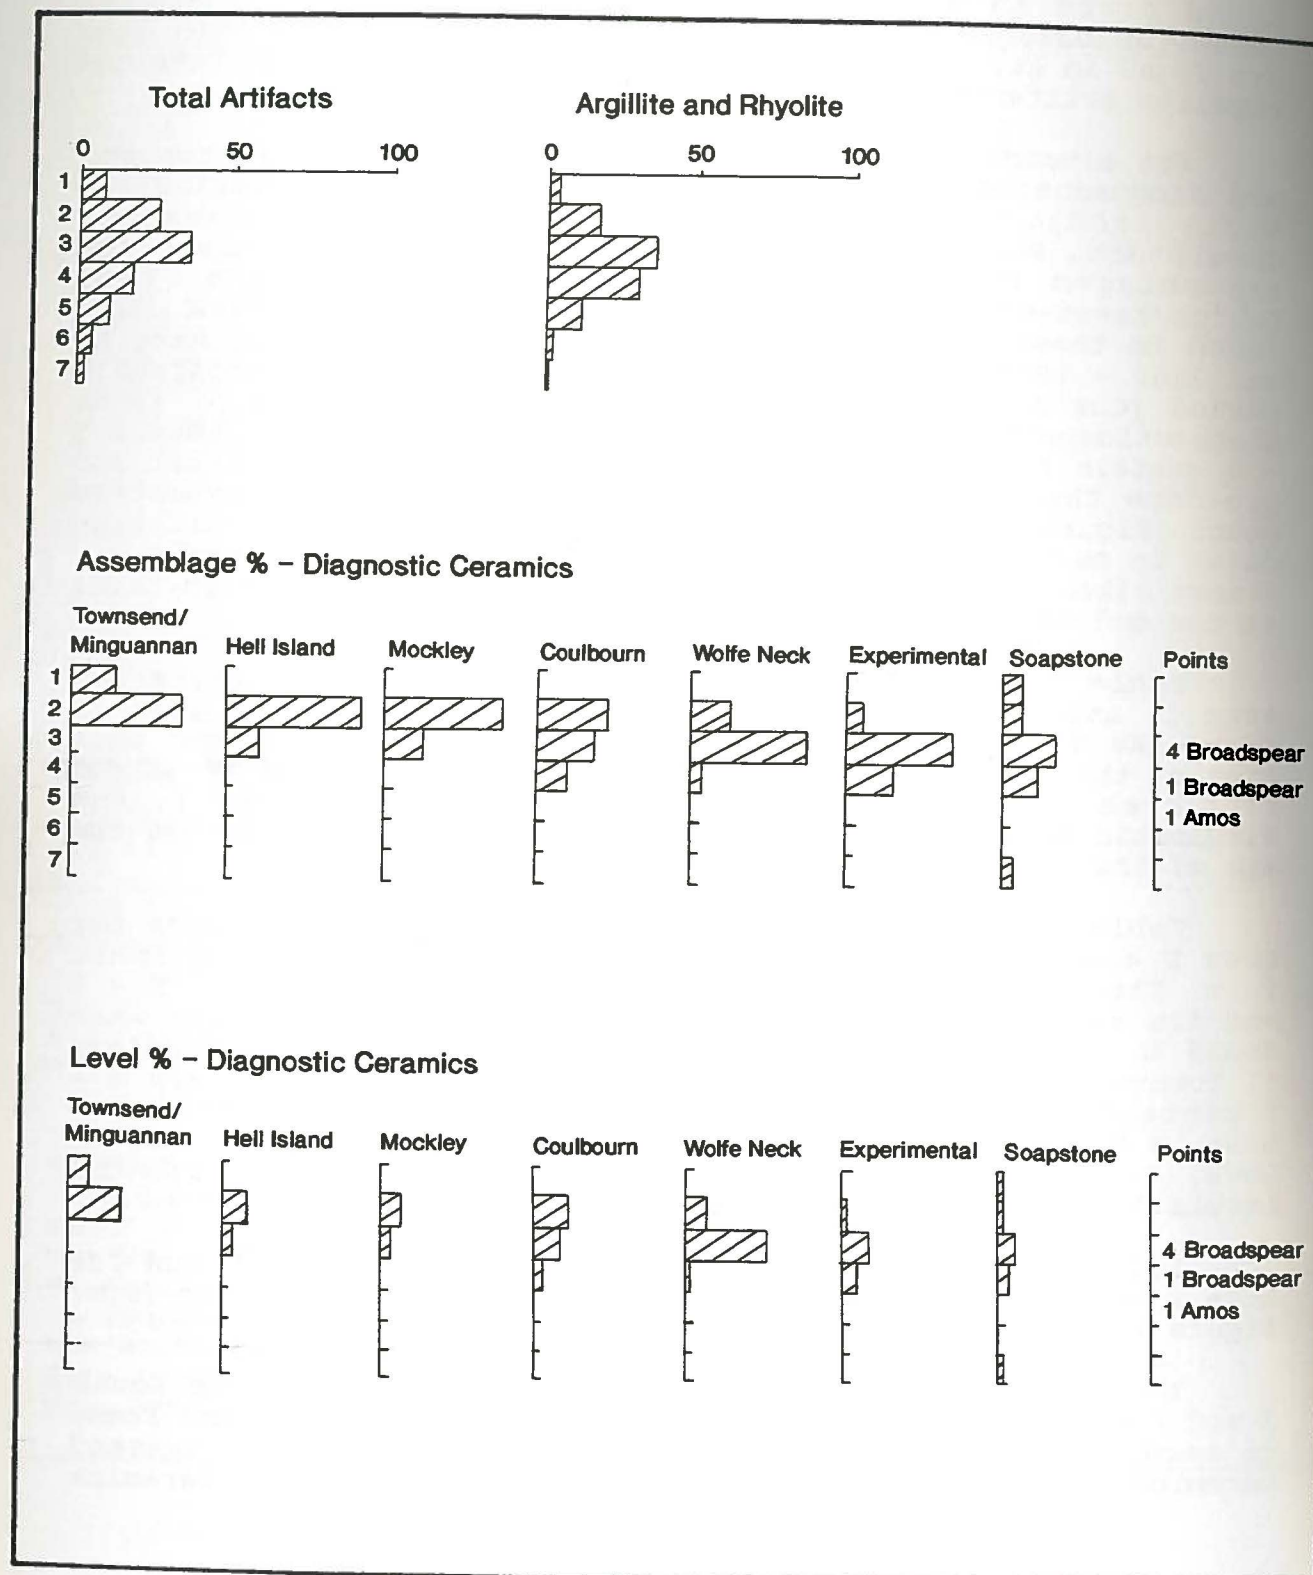 Total Artifacts
Argillite and Rhyolite
0 50 100
0 50 100
1
2
3
4
5
6
7
Assemblage % – Diagnostic Ceramics
Townsend/
Minguannan Hell Island Mockley Coulbourn Wolfe Neck Experimental Soapstone Points
1
2
3
4 Broadspear
4
1 Broadspear
5
1 Amos
6
7
Level % – Diagnostic Ceramics
Townsend/
Minguannan Hell Island Mockley Coulbourn Wolfe Neck Experimental Soapstone Points
4 Broadspear
1 Broadspear
1 Amos